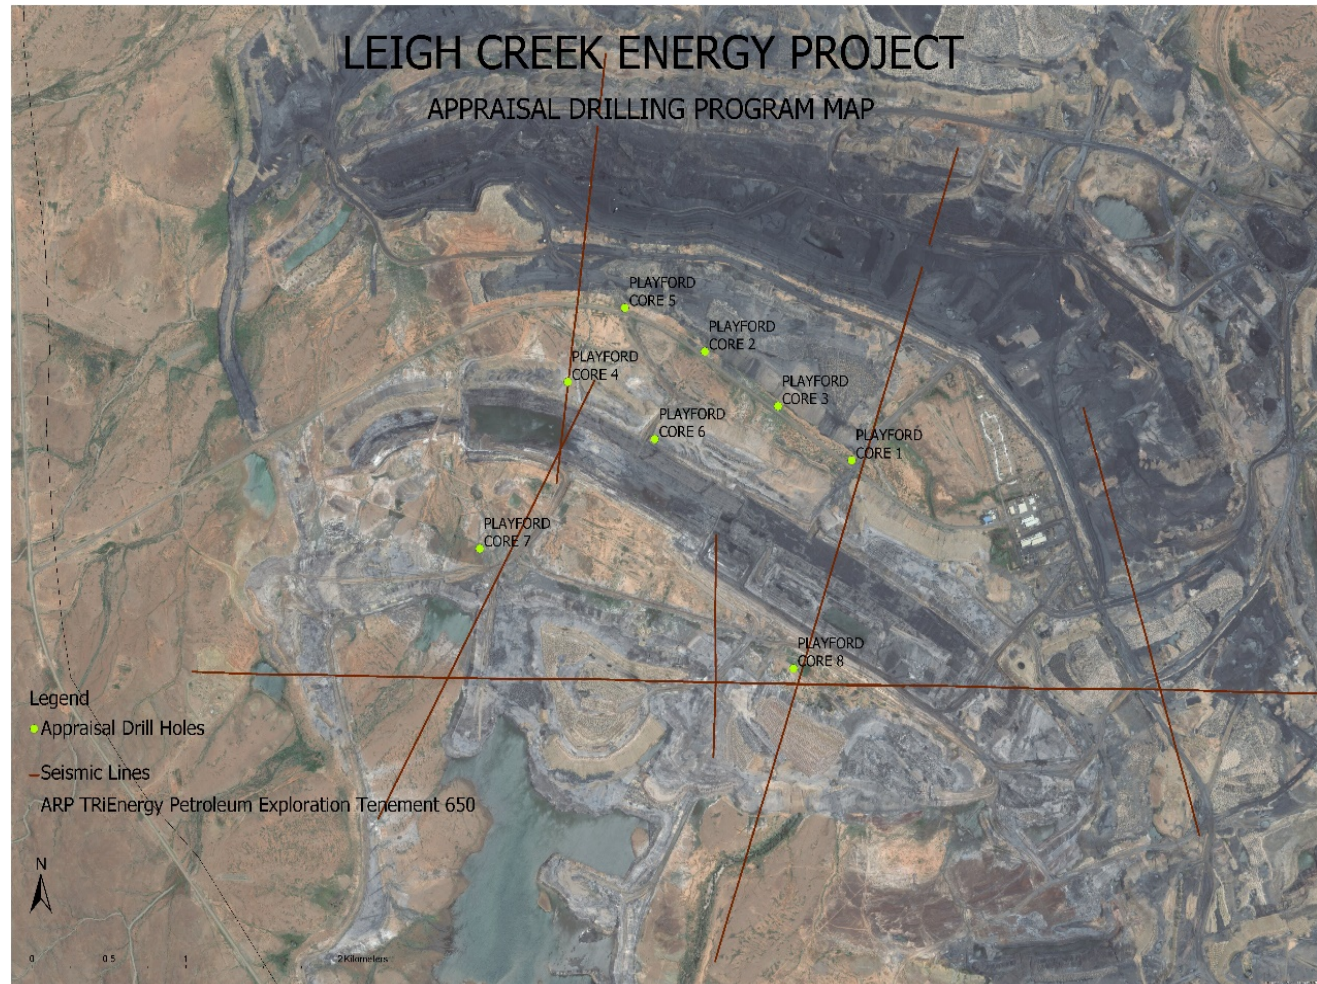 LEIGH CREEK ENERGY PROJECT
APPRAISAL DRILLING PROGRAM MAP
PLAYFORD
CORE 5
PLAYFORD
CORE 2
PLAYFORD
CORE 4
PLAYFORD
CORE 3
PLAYFORD
CORE 6
PLAYFORD
CORE 1
PLAYFORD
CORE 7
PLAYFORD
CORE 8
Legend
Appraisal Drill Holes
Seismic Lines
ARP TRiEnergy Petroleum Exploration Tenement 650
N
0 0.5 1 2 Kilometers